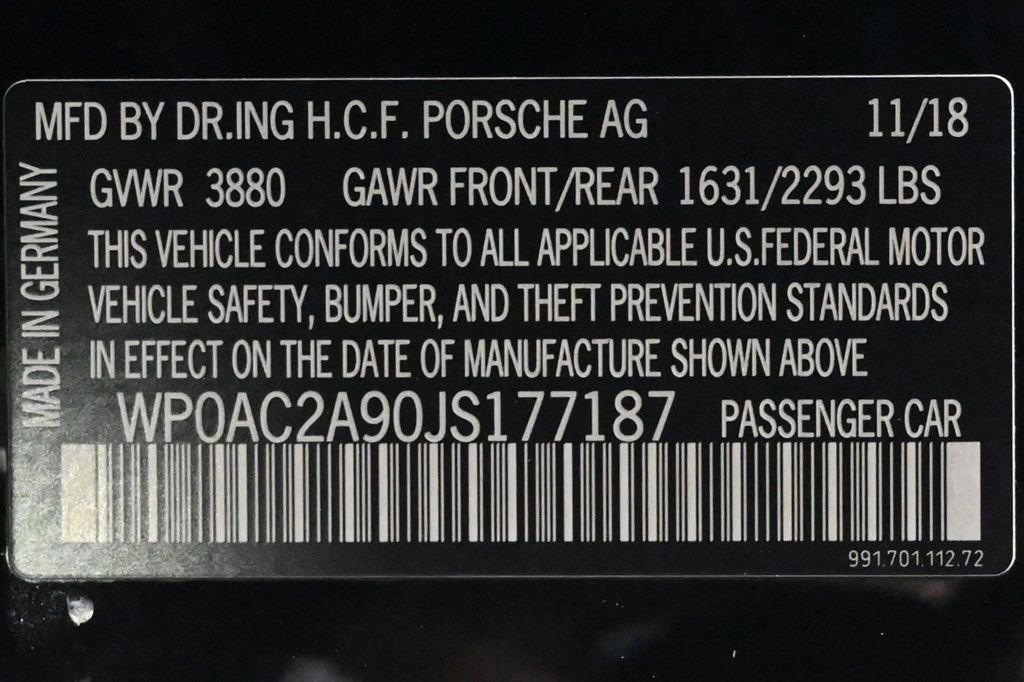 MFD BY DR.ING H.C.F. PORSCHE AG 11/18
GVWR 3880 GAWR FRONT/REAR 1631/2293 LBS
THIS VEHICLE CONFORMS TO ALL APPLICABLE U.S.FEDERAL MOTOR
VEHICLE SAFETY, BUMPER, AND THEFT PREVENTION STANDARDS
IN EFFECT ON THE DATE OF MANUFACTURE SHOWN ABOVE
WP0AC2A90JS177187 PASSENGER CAR
991.701.112.72
MADE IN GERMANY